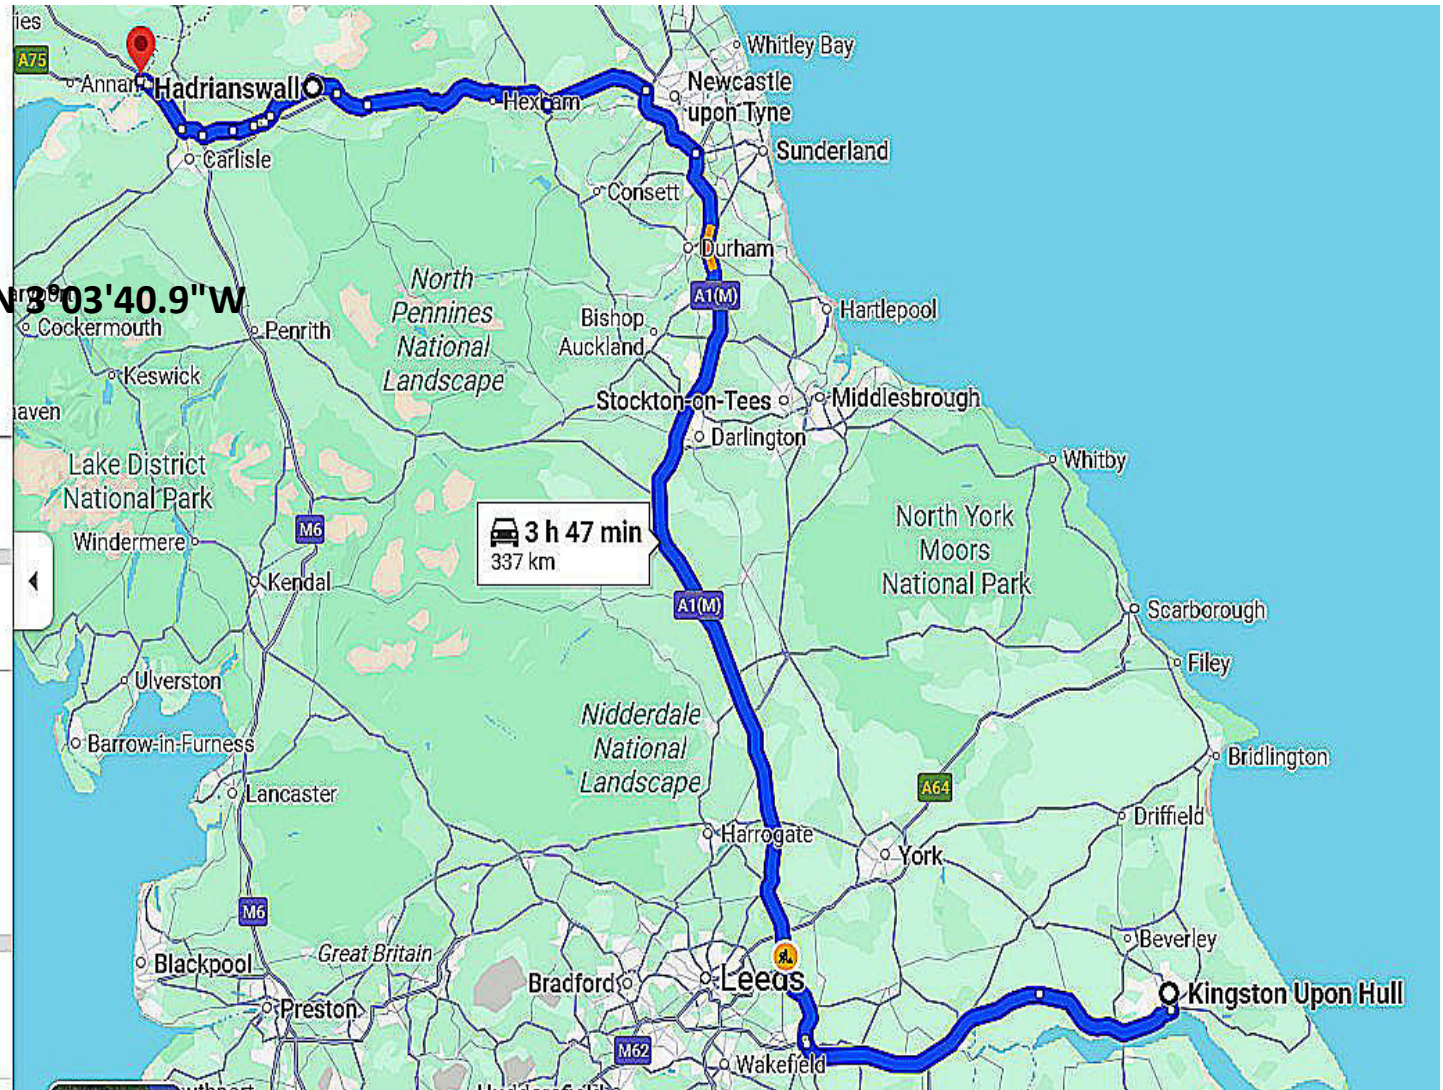 ries
Whitley Bay
A75
Annan
Hadrianswall
Newcastle
upon Tyne
Hexham
Sunderland
Carlisle
Consett
Durham
North
Pennines
National
Landscape
A1(M)
N 3°03'40.9"W
Hartlepool
Bishop
Auckland
Cockermouth
Penrith
Keswick
Stockton-on-Tees
Middlesbrough
haven
Darlington
Whitby
Lake District
National Park
M6
3 h 47 min
337 km
North York
Moors
National Park
Windermere
Kendal
A1(M)
Scarborough
Filey
Ulverston
Nidderdale
National
Landscape
Barrow-in-Furness
Bridlington
Lancaster
A64
Driffield
Harrogate
York
M6
Great Britain
Beverley
Blackpool
Bradford
Leeds
Kingston Upon Hull
Preston
M62
Wakefield